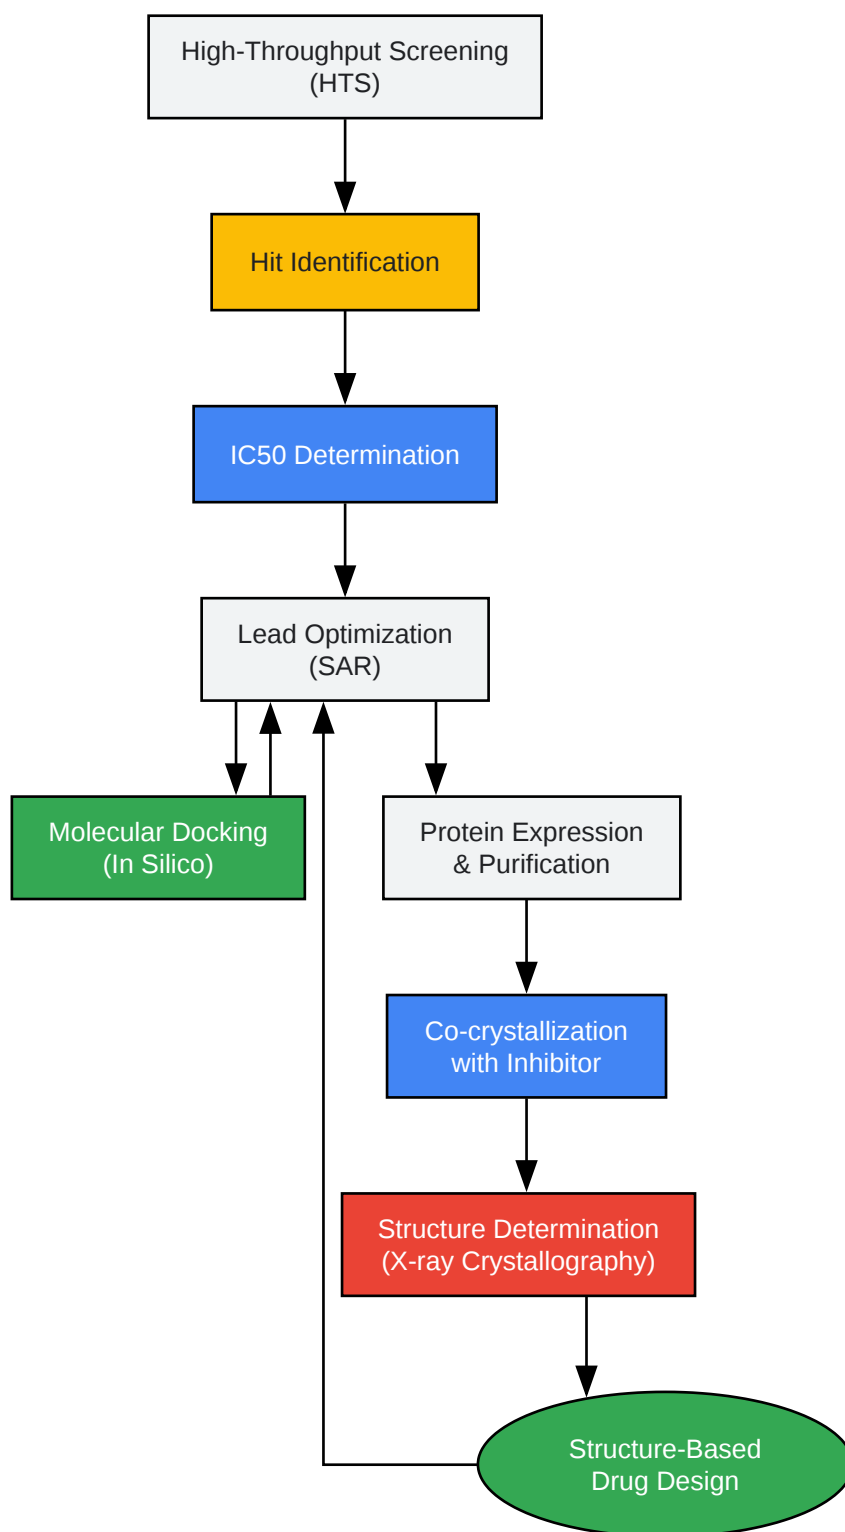 High-Throughput Screening
(HTS)
Hit Identification
IC50 Determination
Lead Optimization
(SAR)
Molecular Docking
(In Silico)
Protein Expression
& Purification
Co-crystallization
with Inhibitor
Structure Determination
(X-ray Crystallography)
Structure-Based
Drug Design